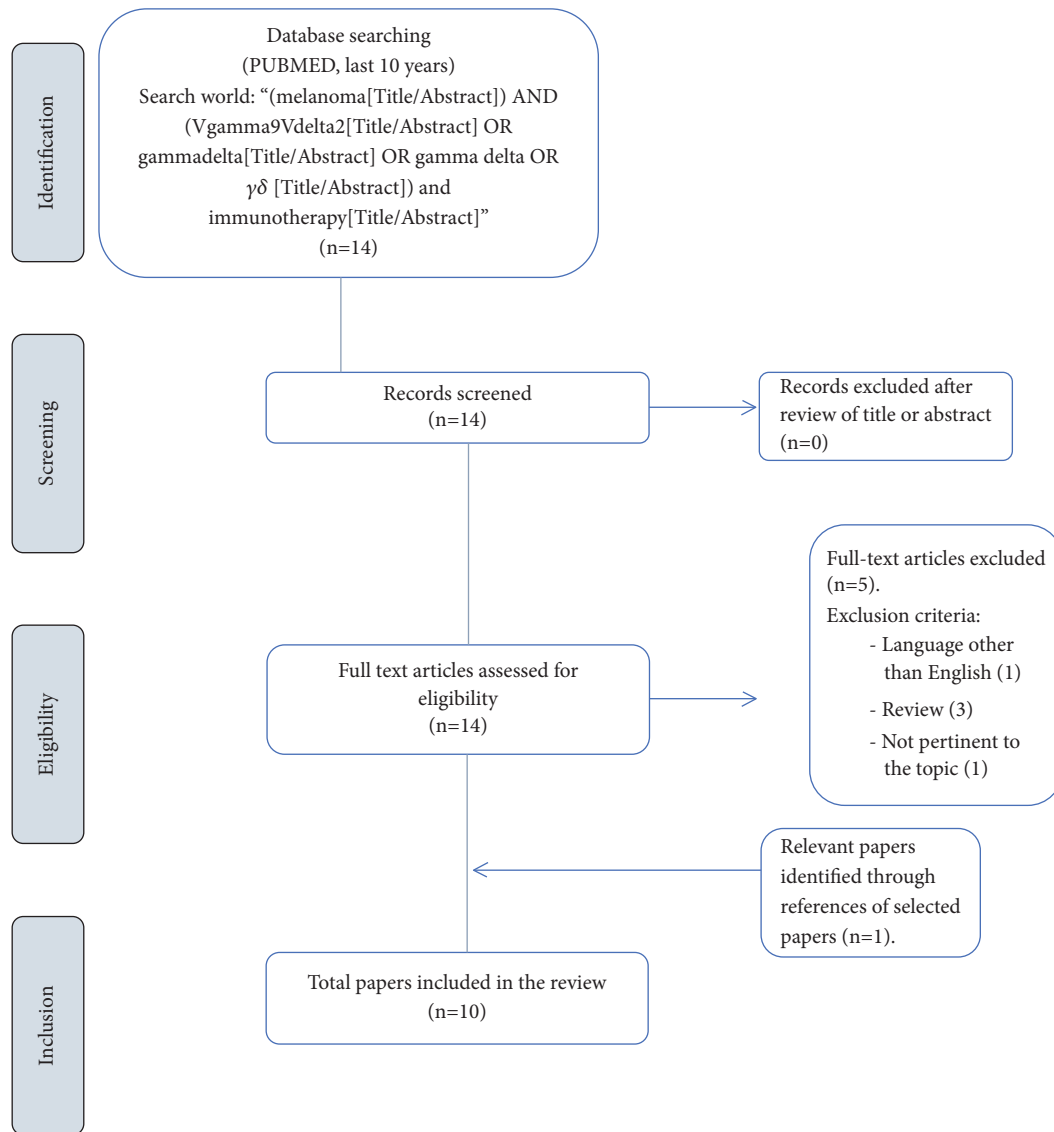 Identification
Database searching
(PUBMED, last 10 years)
Search world: “(melanoma[Title/Abstract]) AND
(Vgamma9Vdelta2[Title/Abstract] OR
gammadelta[Title/Abstract] OR gamma delta OR
γδ [Title/Abstract]) and
immunotherapy[Title/Abstract]”
(n=14)
Screening
Records screened
(n=14)
Records excluded after
review of title or abstract
(n=0)
Eligibility
Full text articles assessed for
eligibility
(n=14)
Full-text articles excluded
(n=5).
Exclusion criteria:
- Language other
than English (1)
- Review (3)
- Not pertinent to
the topic (1)
Relevant papers
identified through
references of selected
papers (n=1).
Inclusion
Total papers included in the review
(n=10)